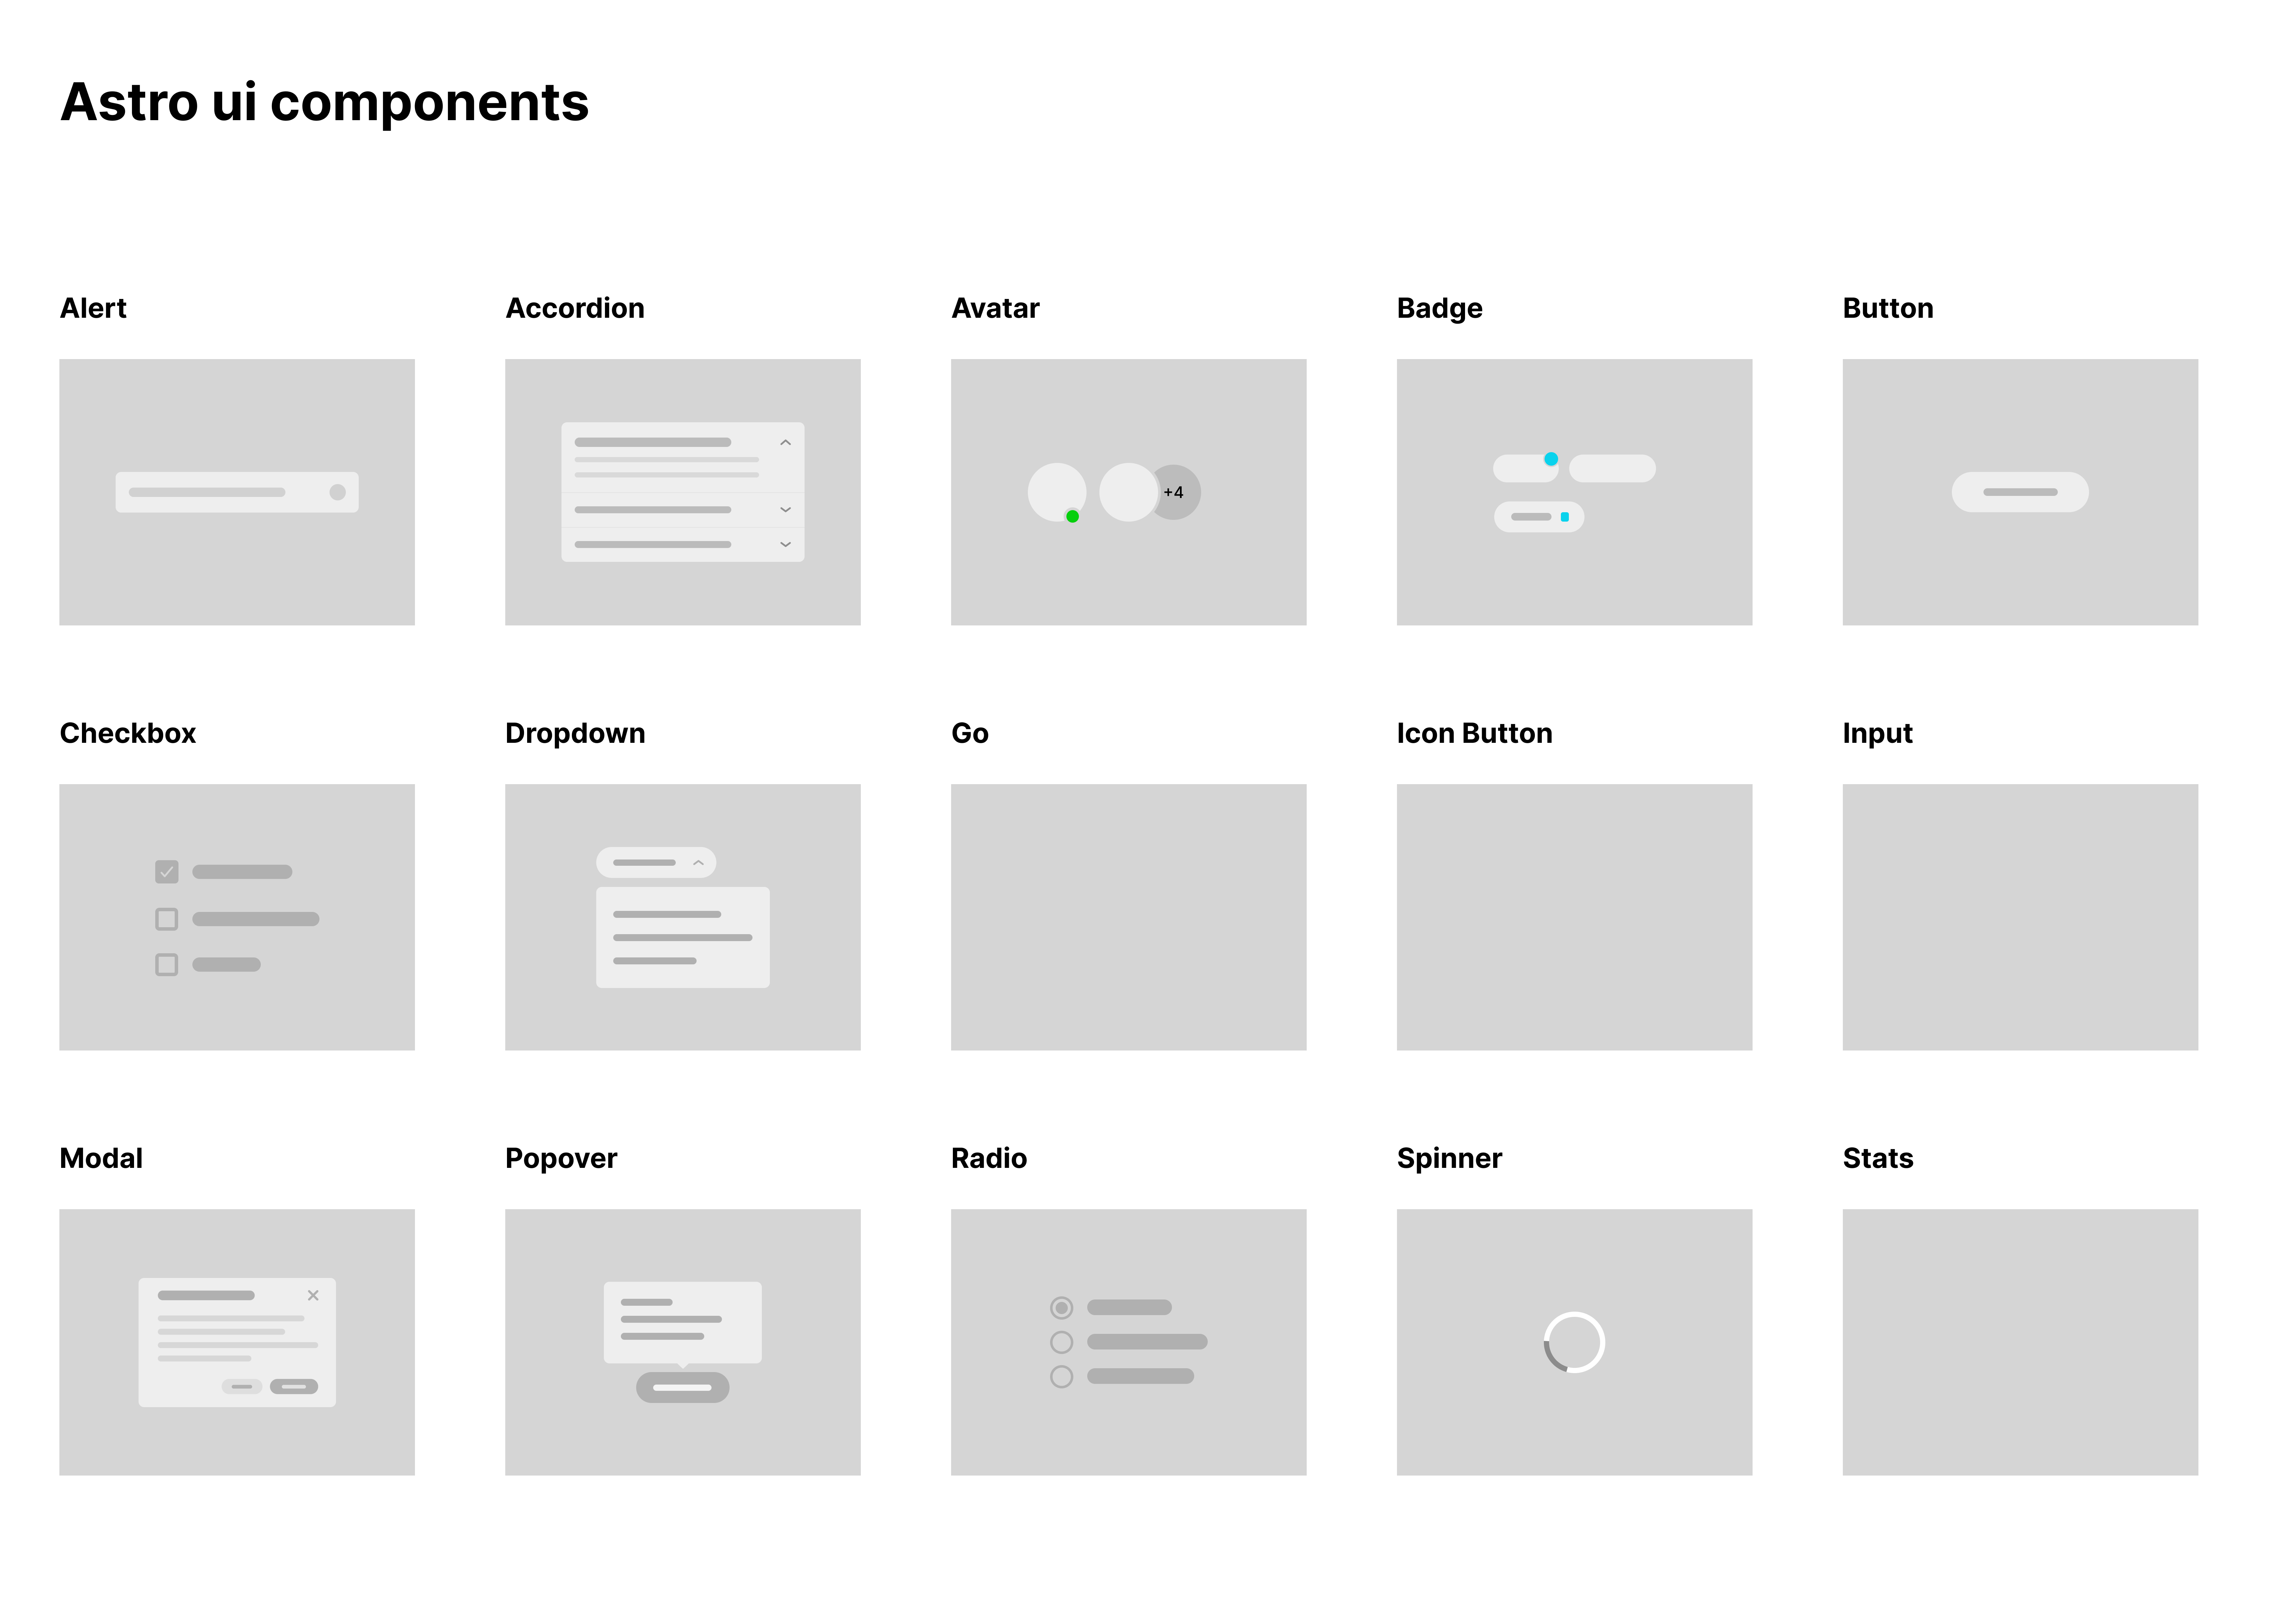 Astro ui components
Alert
Accordion
Avatar
Badge
Button
+4
Checkbox
Dropdown
Go
Icon Button
Input
Modal
Popover
Radio
Spinner
Stats